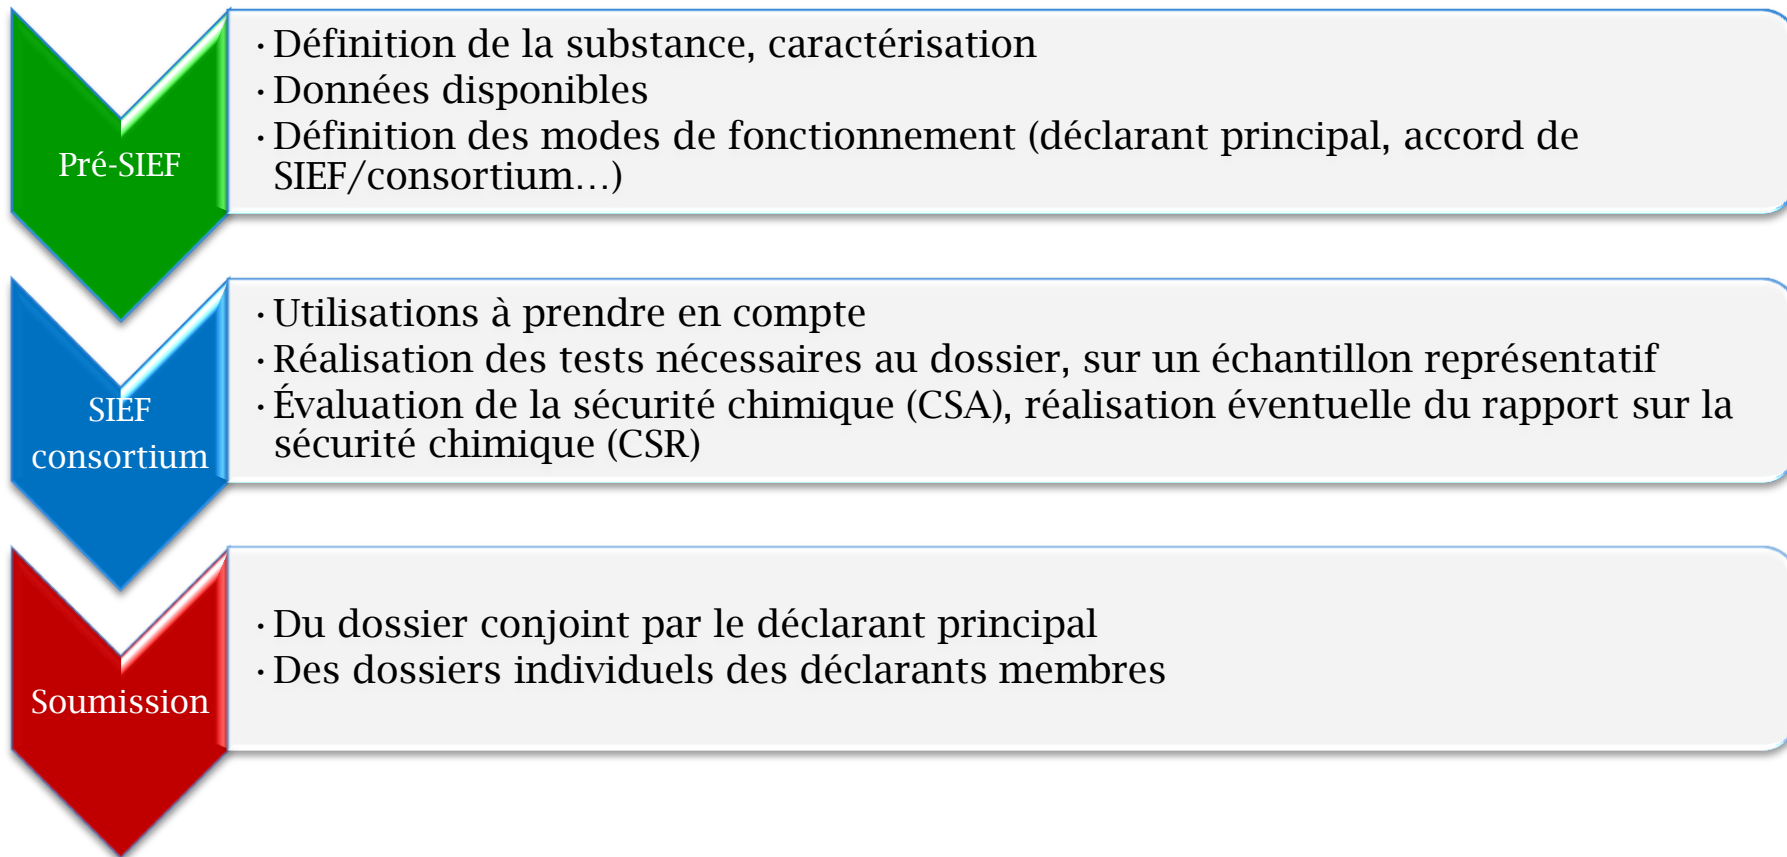 Pré-SIEF
· Définition de la substance, caractérisation
· Données disponibles
· Définition des modes de fonctionnement (déclarant principal, accord de
SIEF/consortium…)
SIEF
consortium
· Utilisations à prendre en compte
· Réalisation des tests nécessaires au dossier, sur un échantillon représentatif
· Évaluation de la sécurité chimique (CSA), réalisation éventuelle du rapport sur la
sécurité chimique (CSR)
Soumission
· Du dossier conjoint par le déclarant principal
· Des dossiers individuels des déclarants membres